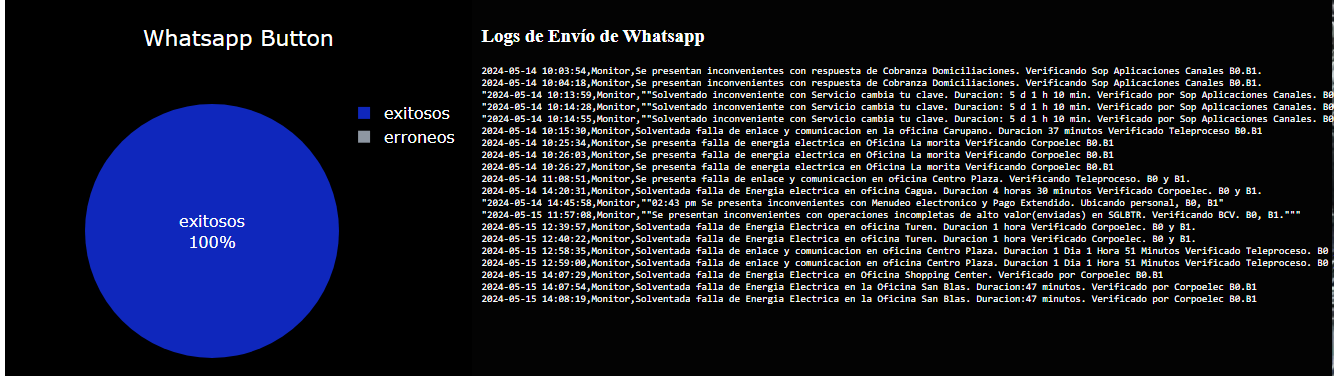 Whatsapp Button
exitosos
erroneos
exitosos
100%
Logs de Envío de Whatsapp
2024-05-14 10:03:54,Monitor,Se presentan inconvenientes con respuesta de Cobranza Domiciliaciones. Verificando Sop Aplicaciones Canales B0.B1.
2024-05-14 10:04:18,Monitor,Se presentan inconvenientes con respuesta de Cobranza Domiciliaciones. Verificando Sop Aplicaciones Canales B0.B1.
"2024-05-14 10:13:59,Monitor,""Solventado inconveniente con Servicio cambia tu clave. Duracion: 5 d 1 h 10 min. Verificado por Sop Aplicaciones Canales. B0
"2024-05-14 10:14:28,Monitor,""Solventado inconveniente con Servicio cambia tu clave. Duracion: 5 d 1 h 10 min. Verificado por Sop Aplicaciones Canales. B0
"2024-05-14 10:14:55,Monitor,""Solventado inconveniente con Servicio cambia tu clave. Duracion: 5 d 1 h 10 min. Verificado por Sop Aplicaciones Canales. B0
2024-05-14 10:15:30,Monitor,Solventada falla de enlace y comunicacion en la oficina Carupano. Duracion 37 minutos Verificado Teleproceso B0.B1
2024-05-14 10:25:34,Monitor,Se presenta falla de energia electrica en Oficina La morita Verificando Corpoelec B0.B1
2024-05-14 10:26:03,Monitor,Se presenta falla de energia electrica en Oficina La morita Verificando Corpoelec B0.B1
2024-05-14 10:26:27,Monitor,Se presenta falla de energia electrica en Oficina La morita Verificando Corpoelec B0.B1
2024-05-14 11:08:51,Monitor,Se presenta falla de enlace y comunicacion en oficina Centro Plaza. Verificando Teleproceso. B0 y B1.
2024-05-14 14:20:31,Monitor,Solventada falla de Energia electrica en oficina Cagua. Duracion 4 horas 30 minutos Verificado Corpoelec. B0 y B1.
"2024-05-14 14:45:58,Monitor,""02:43 pm Se presenta inconvenientes con Menudeo electronico y Pago Extendido. Ubicando personal, B0, B1"
"2024-05-15 11:57:08,Monitor,""Se presentan inconvenientes con operaciones incompletas de alto valor(enviadas) en SGLBTR. Verificando BCV. B0, B1."""
2024-05-15 12:39:57,Monitor,Solventada falla de Energia Electrica en oficina Turen. Duracion 1 hora Verificado Corpoelec. B0 y B1.
2024-05-15 12:40:22,Monitor,Solventada falla de Energia Electrica en oficina Turen. Duracion 1 hora Verificado Corpoelec. B0 y B1.
2024-05-15 12:58:35,Monitor,Solventada falla de enlace y comunicacion en oficina Centro Plaza. Duracion 1 Dia 1 Hora 51 Minutos Verificado Teleproceso. B0
2024-05-15 12:59:00,Monitor,Solventada falla de enlace y comunicacion en oficina Centro Plaza. Duracion 1 Dia 1 Hora 51 Minutos Verificado Teleproceso. B0
2024-05-15 14:07:29,Monitor,Solventada falla de Energia Electrica en Oficina Shopping Center. Verificado por Corpoelec B0.B1
2024-05-15 14:07:54,Monitor,Solventada falla de Energia Electrica en la Oficina San Blas. Duracion:47 minutos. Verificado por Corpoelec B0.B1
2024-05-15 14:08:19,Monitor,Solventada falla de Energia Electrica en la Oficina San Blas. Duracion:47 minutos. Verificado por Corpoelec B0.B1